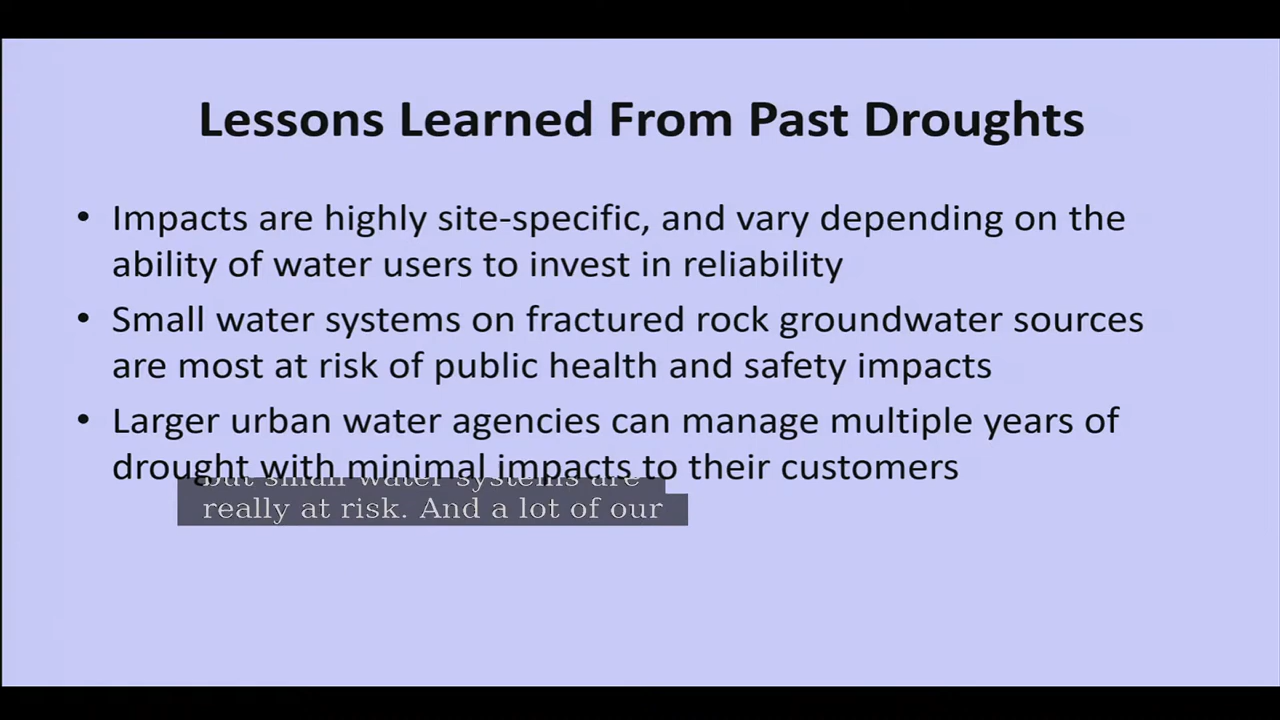 Lessons Learned From Past Droughts
• Impacts are highly site-specific, and vary depending on the
ability of water users to invest in reliability
• Small water systems on fractured rock groundwater sources
are most at risk of public health and safety impacts
• Larger urban water agencies can manage multiple years of
drought with minimal impacts to their customers
but small water systems are
really at risk. And a lot of our